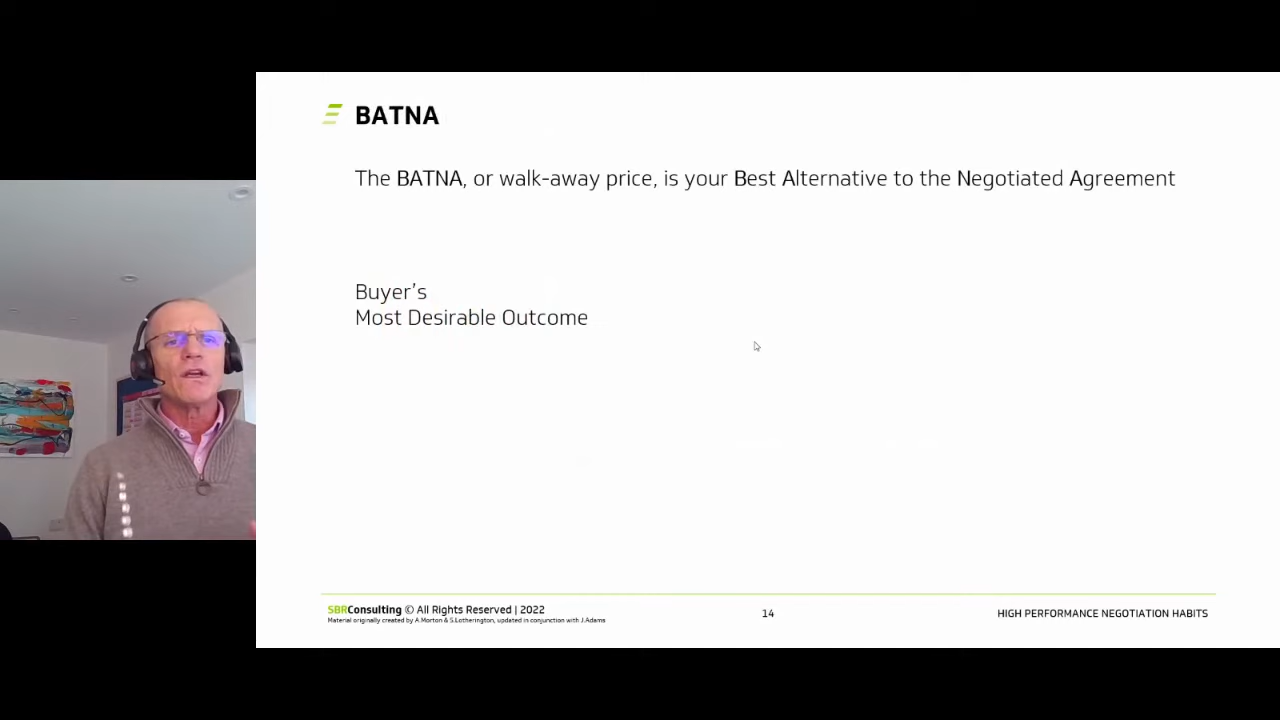 BATNA
The BATNA, or walk-away price, is your Best Alternative to the Negotiated Agreement
Buyer’s
Most Desirable Outcome
SBRConsulting © All Rights Reserved | 2022
Material originally created by A.Morton & S.Lotherington, updated in conjunction with J.Adams
14
HIGH PERFORMANCE NEGOTIATION HABITS